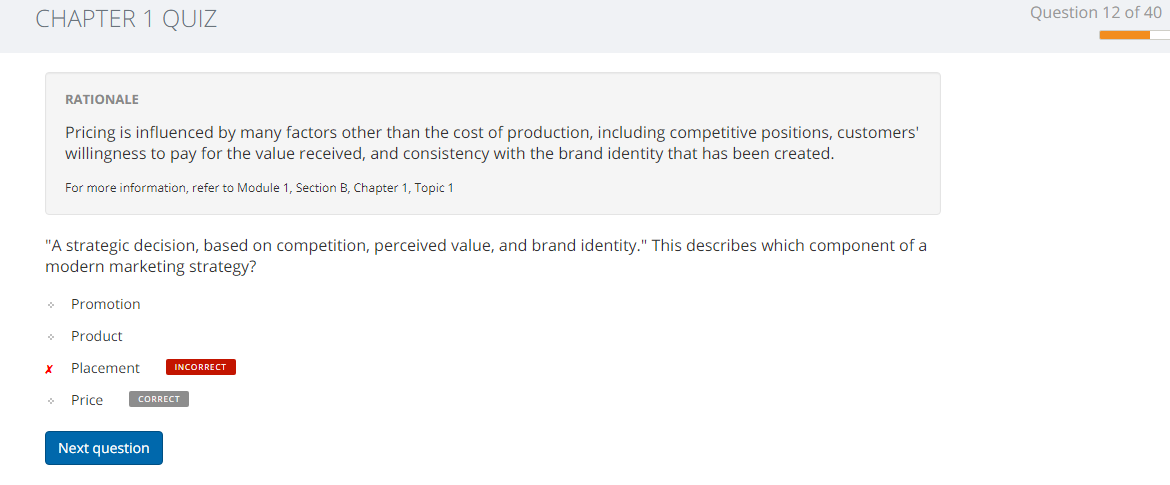 CHAPTER 1 QUIZ
Question 12 of 40
RATIONALE
Pricing is influenced by many factors other than the cost of production, including competitive positions, customers'
willingness to pay for the value received, and consistency with the brand identity that has been created.
For more information, refer to Module 1, Section B, Chapter 1, Topic 1
"A strategic decision, based on competition, perceived value, and brand identity." This describes which component of a
modern marketing strategy?
Promotion
Product
✗ Placement INCORRECT
Price CORRECT
Next question